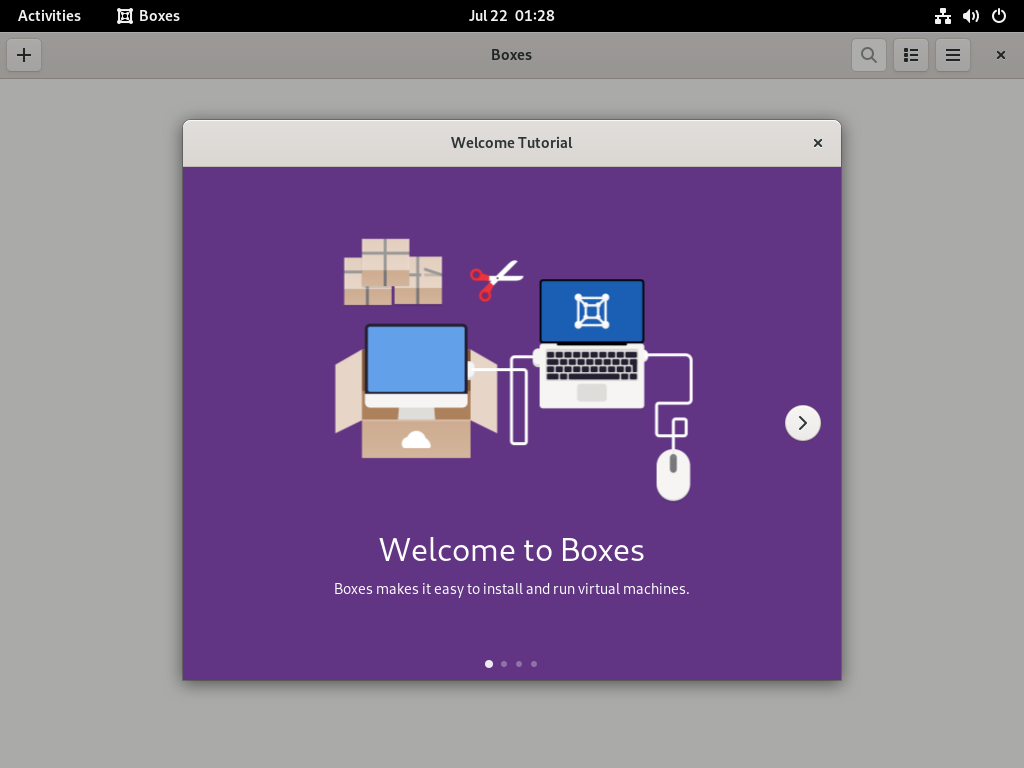 Activities Boxes Jul 22 01:28
Boxes
Welcome Tutorial
Welcome to Boxes
Boxes makes it easy to install and run virtual machines.